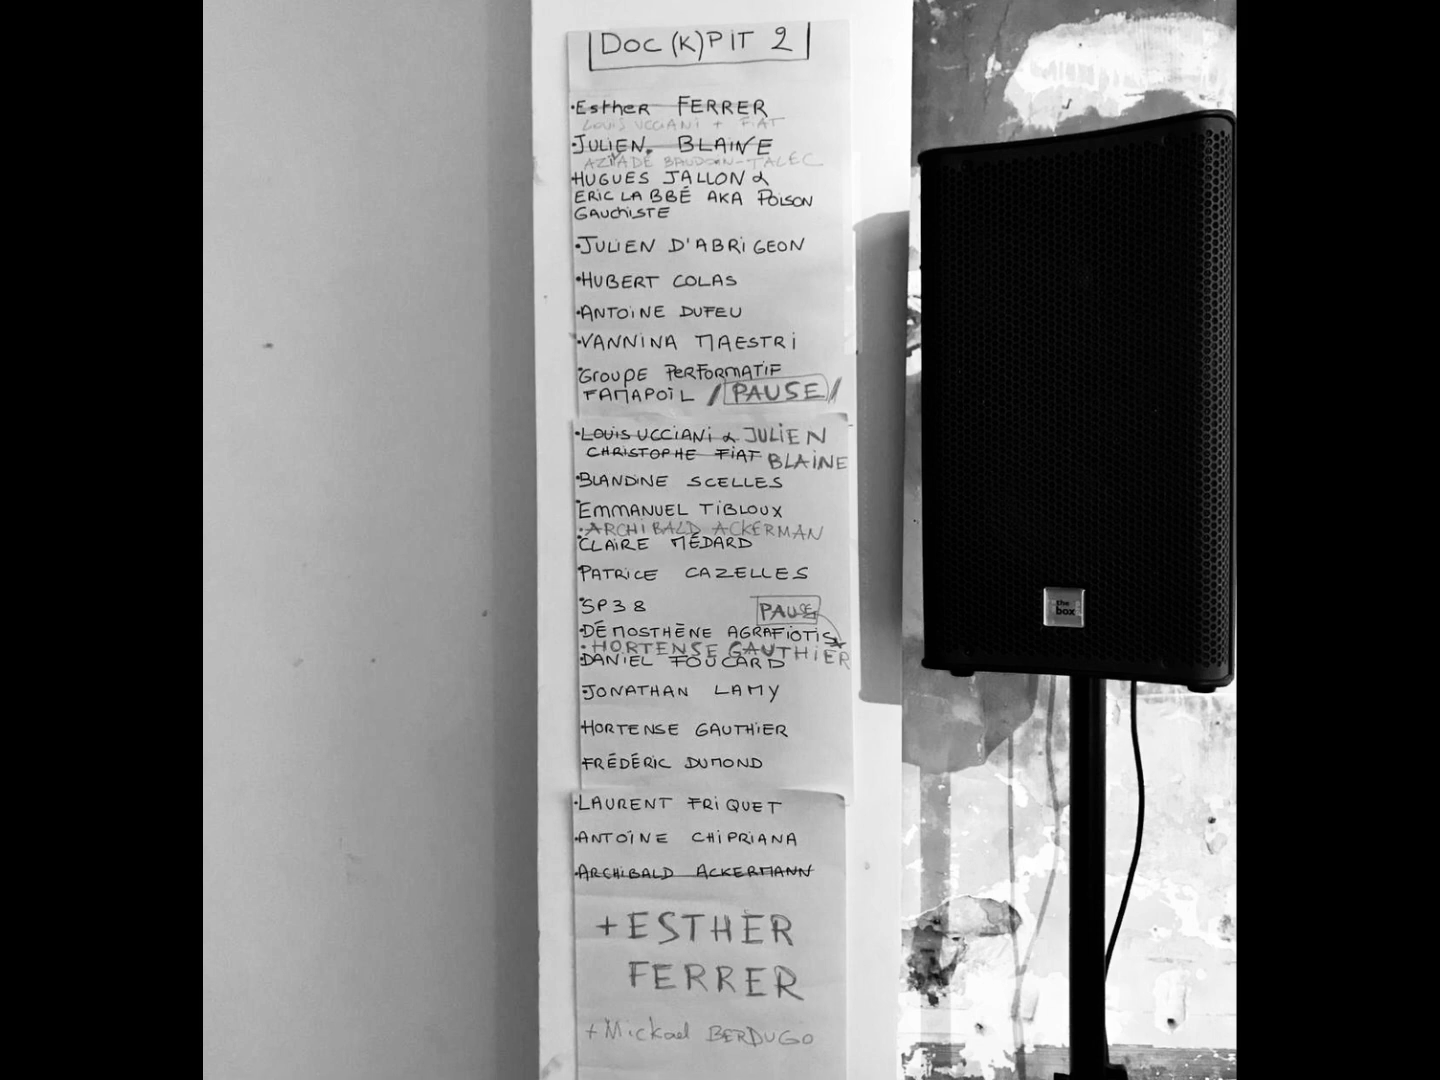 DOC (K) PIT 2
·Esther FERRER
LOUIS UCCIANI + FIAT
·JULIEN BLAINE
AZYADÉ BAUDOIN-TALEC
HUGUES JALLON &
ERIC LABBÉ AKA POISON
GAUCHISTE
·JULIEN D'ABRIGEON
·HUBERT COLAS
·ANTOINE DUFEU
·VANNINA MAESTRI
·GROUPE PERFORMATIF
FAMAPOIL / PAUSE /
·LOUIS UCCIANI & JULIEN
CHRISTOPHE FIAT BLAINE
·BLANDINE SCELLES
·EMMANUEL TIBLOUX
·ARCHIBALD ACKERMAN
·CLAIRE MÉDARD
·PATRICE CAZELLES
·SP38 PAUSE
·DÉMOSTHÈNE AGRAFIOTIS
·HORTENSE GAUTHIER
·DANIEL FOUCARD
·JONATHAN LAMY
·HORTENSE GAUTHIER
·FRÉDÉRIC DUMOND
·LAURENT FRIQUET
·ANTOINE CHIPRIANA
·ARCHIBALD ACKERMANN
+ ESTHER
FERRER
+ Mickael BERDUGO
the
box